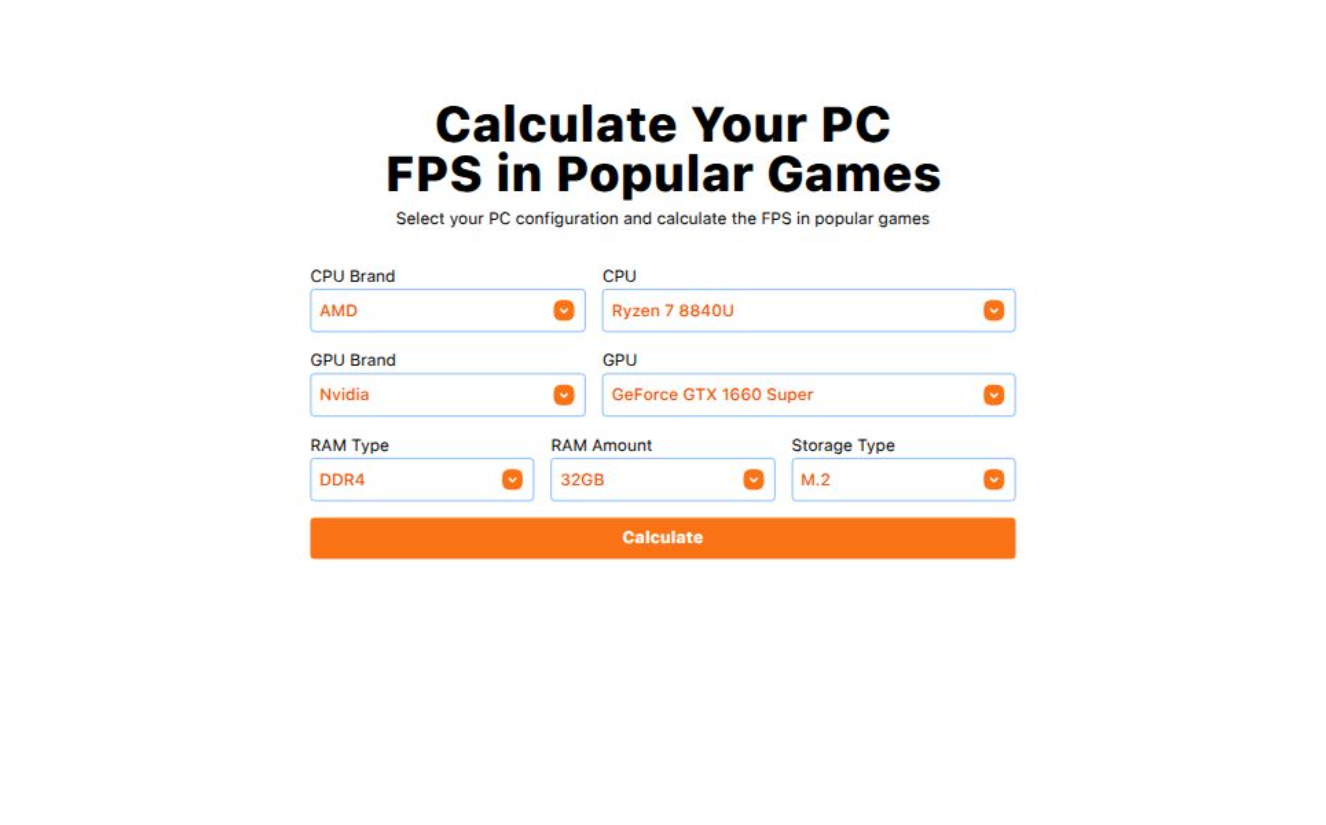 Calculate Your PC
FPS in Popular Games
Select your PC configuration and calculate the FPS in popular games
CPU Brand
CPU
AMD
Ryzen 7 8840U
GPU Brand
GPU
Nvidia
GeForce GTX 1660 Super
RAM Type
RAM Amount
Storage Type
DDR4
32GB
M.2
Calculate